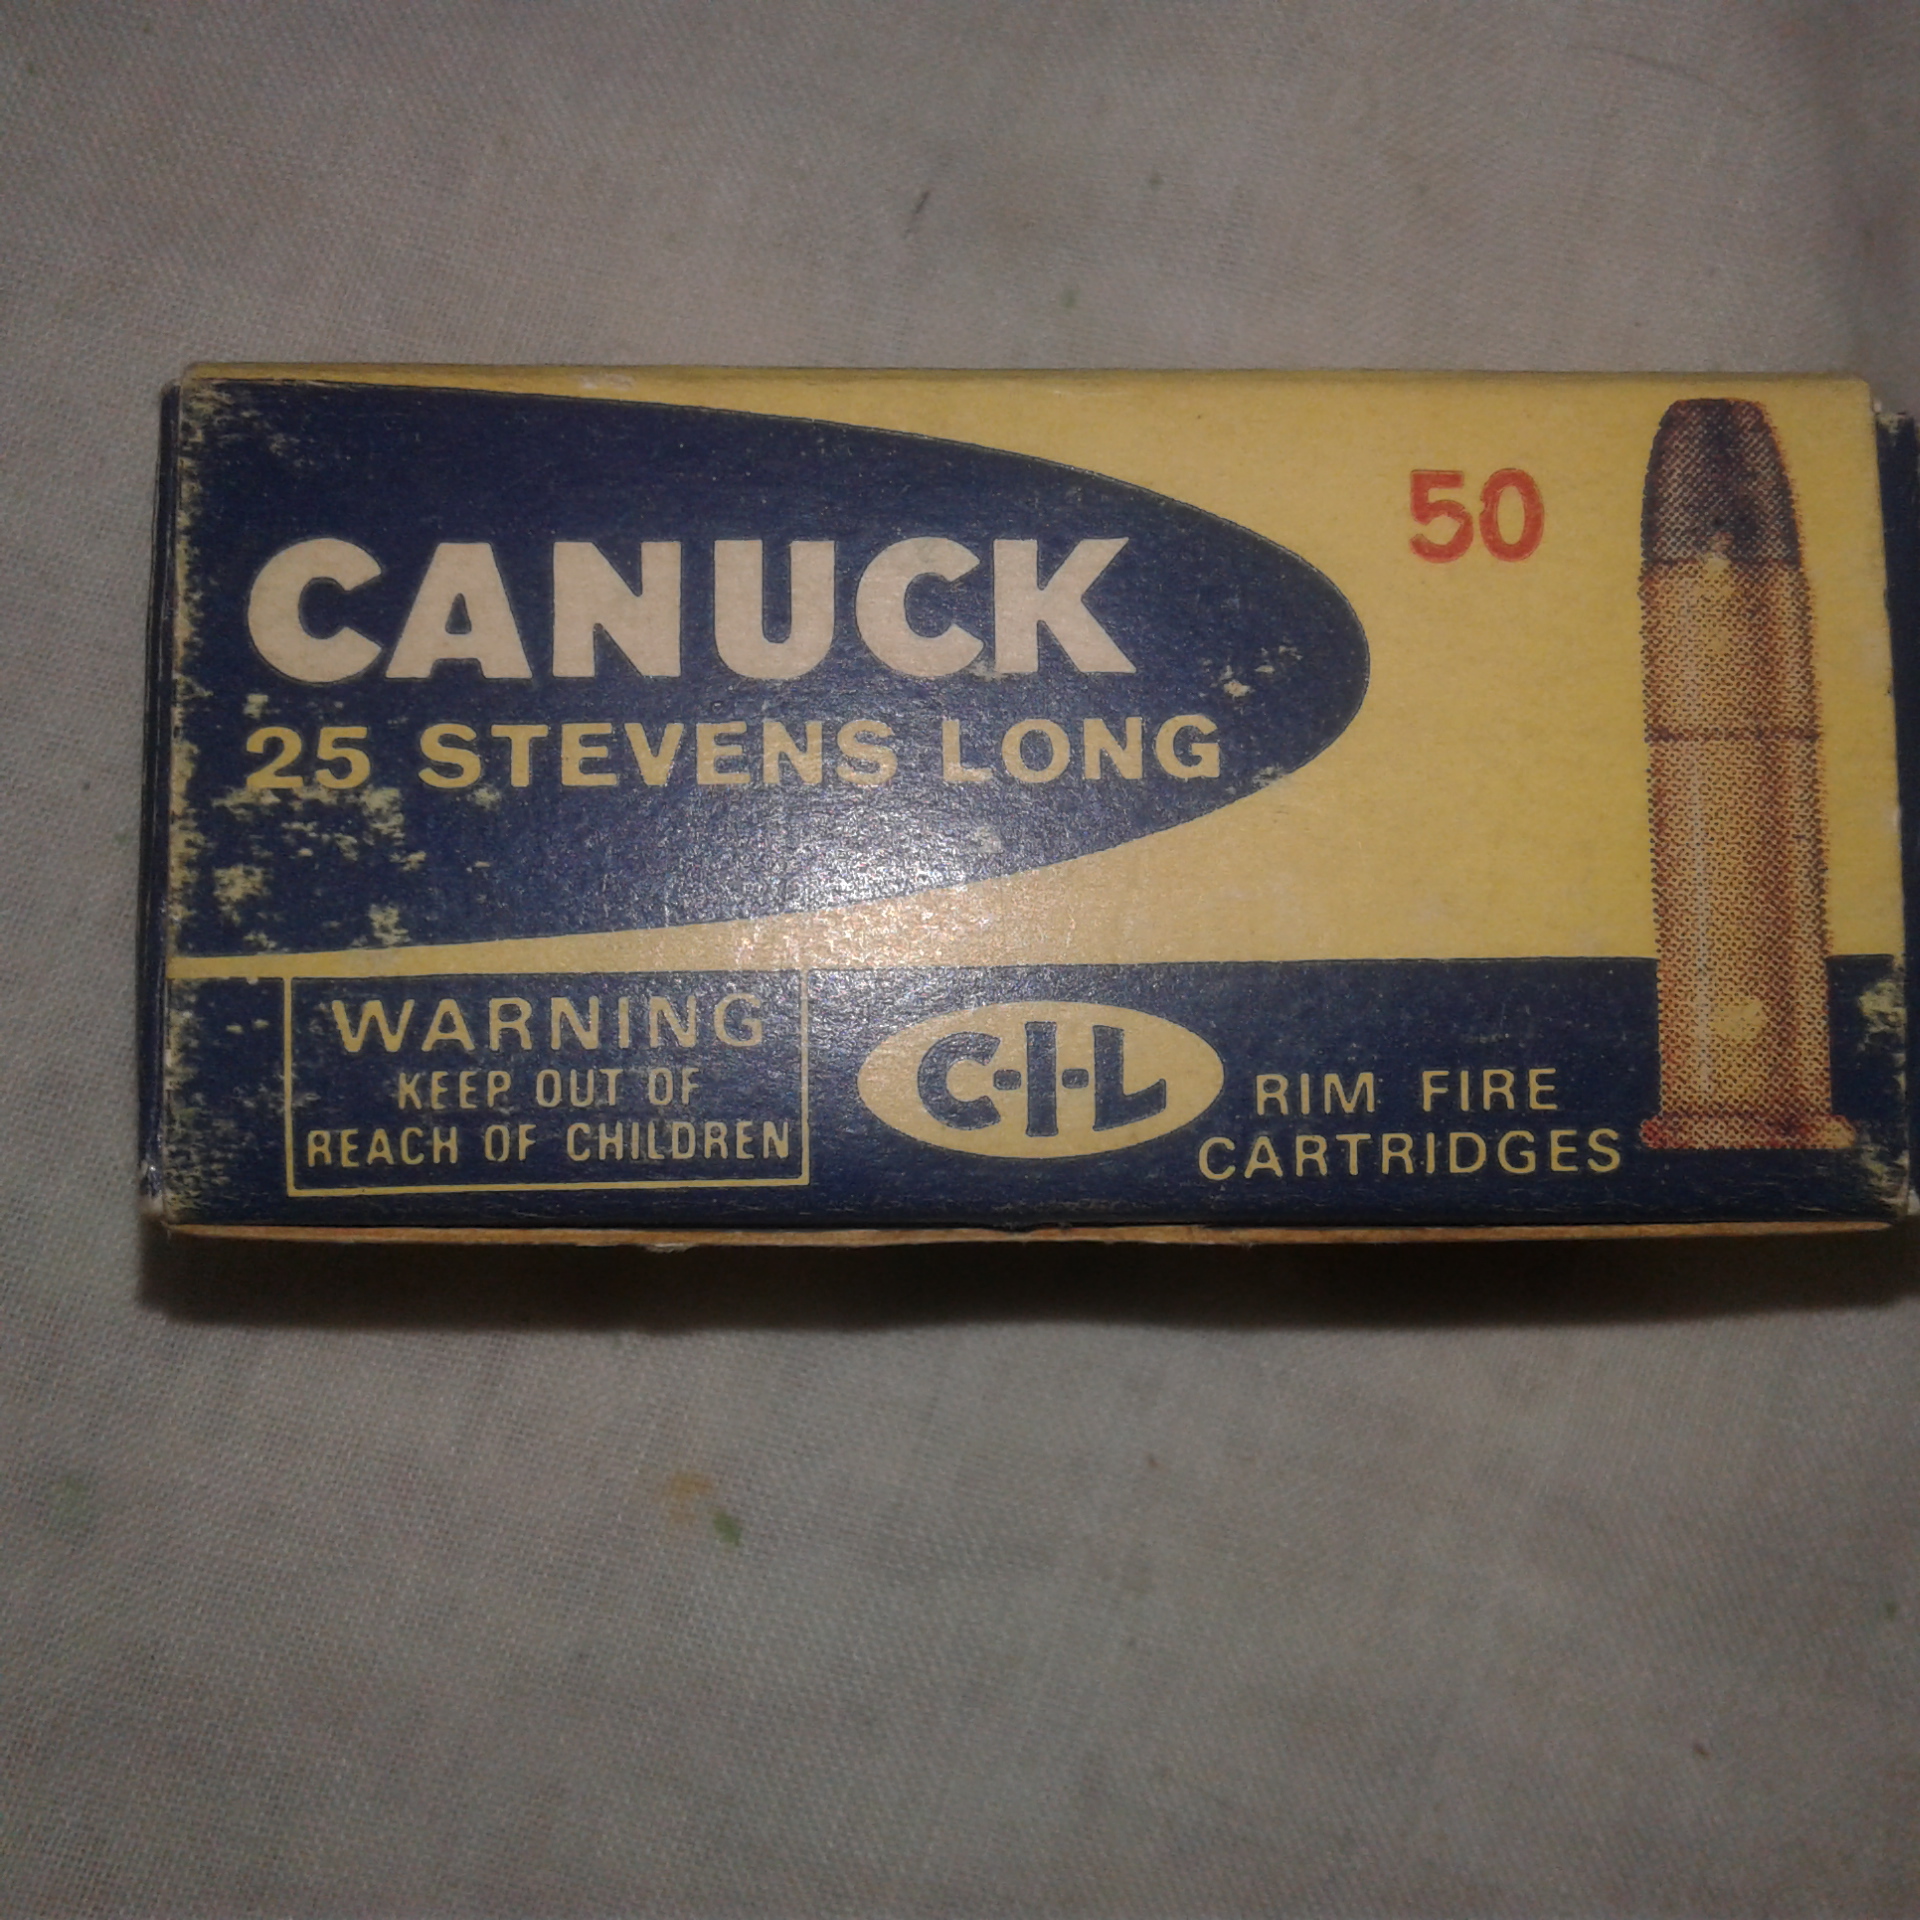 50
CANUCK
25 STEVENS LONG
WARNING
KEEP OUT OF
REACH OF CHILDREN
C-I-L
RIM FIRE
CARTRIDGES